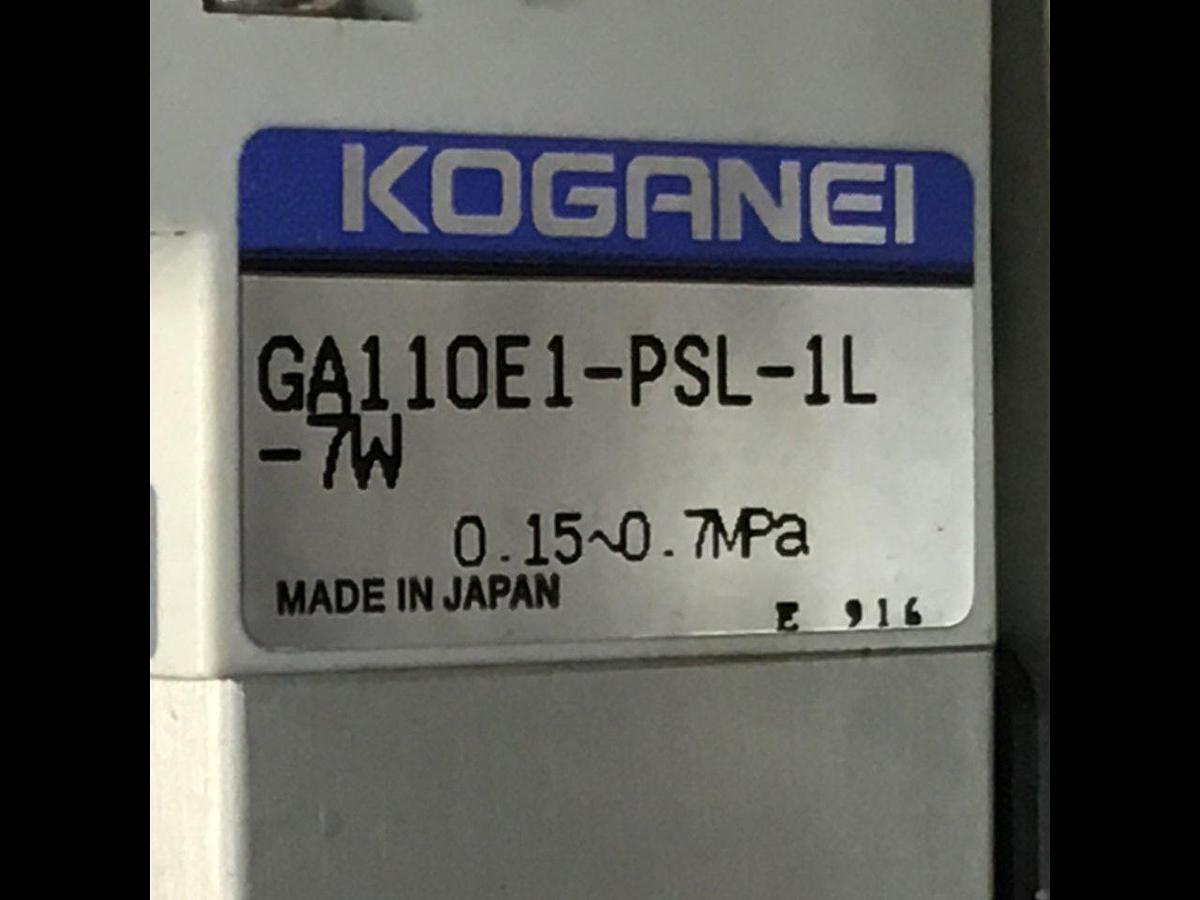 KOGANEI
GA110E1-PSL-1L
-7W
0.15~0.7MPa
MADE IN JAPAN
E 916